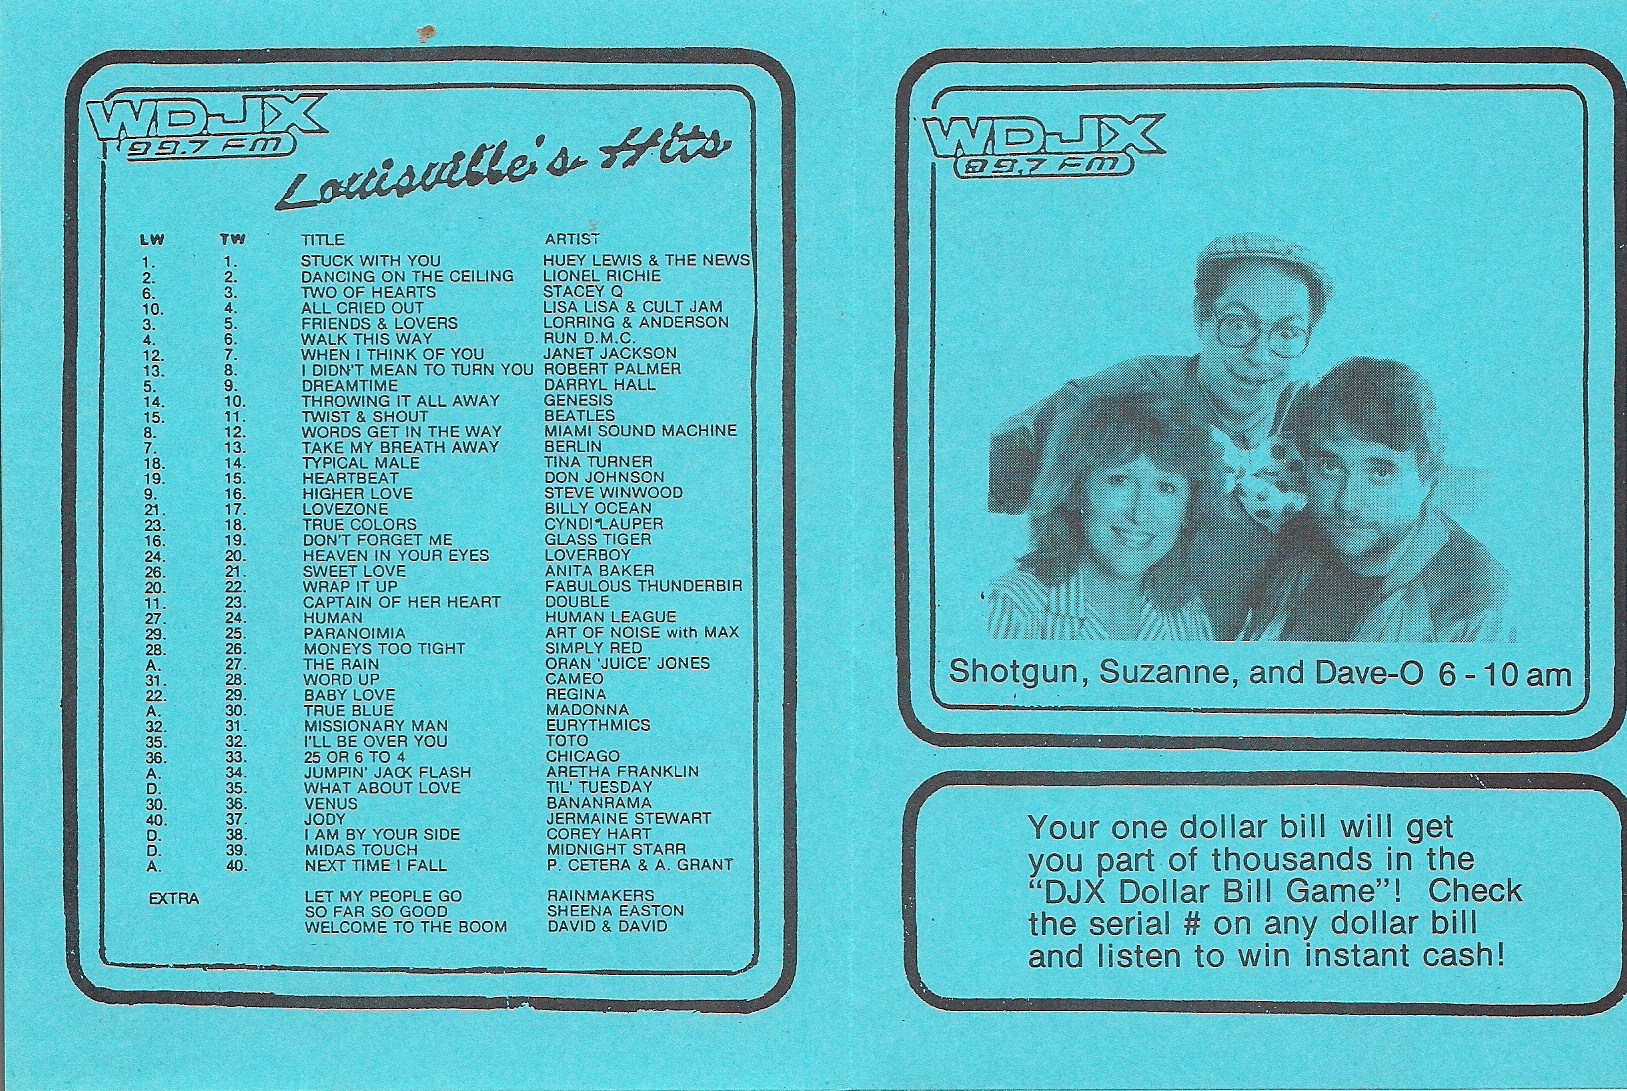 WDJX
99.7 FM
Louisville's Hits
LW TW TITLE ARTIST
1. 1. STUCK WITH YOU HUEY LEWIS & THE NEWS
2. 2. DANCING ON THE CEILING LIONEL RICHIE
6. 3. TWO OF HEARTS STACEY Q
10. 4. ALL CRIED OUT LISA LISA & CULT JAM
3. 5. FRIENDS & LOVERS LORRING & ANDERSON
4. 6. WALK THIS WAY RUN D.M.C.
12. 7. WHEN I THINK OF YOU JANET JACKSON
13. 8. I DIDN'T MEAN TO TURN YOU ROBERT PALMER
5. 9. DREAMTIME DARRYL HALL
14. 10. THROWING IT ALL AWAY GENESIS
15. 11. TWIST & SHOUT BEATLES
8. 12. WORDS GET IN THE WAY MIAMI SOUND MACHINE
7. 13. TAKE MY BREATH AWAY BERLIN
18. 14. TYPICAL MALE TINA TURNER
19. 15. HEARTBEAT DON JOHNSON
9. 16. HIGHER LOVE STEVE WINWOOD
21. 17. LOVEZONE BILLY OCEAN
23. 18. TRUE COLORS CYNDI LAUPER
16. 19. DON'T FORGET ME GLASS TIGER
24. 20. HEAVEN IN YOUR EYES LOVERBOY
26. 21. SWEET LOVE ANITA BAKER
20. 22. WRAP IT UP FABULOUS THUNDERBIR
11. 23. CAPTAIN OF HER HEART DOUBLE
27. 24. HUMAN HUMAN LEAGUE
29. 25. PARANOIMIA ART OF NOISE with MAX
28. 26. MONEYS TOO TIGHT SIMPLY RED
A. 27. THE RAIN ORAN 'JUICE' JONES
31. 28. WORD UP CAMEO
22. 29. BABY LOVE REGINA
A. 30. TRUE BLUE MADONNA
32. 31. MISSIONARY MAN EURYTHMICS
35. 32. I'LL BE OVER YOU TOTO
36. 33. 25 OR 6 TO 4 CHICAGO
A. 34. JUMPIN' JACK FLASH ARETHA FRANKLIN
D. 35. WHAT ABOUT LOVE TIL' TUESDAY
30. 36. VENUS BANANRAMA
40. 37. JODY JERMAINE STEWART
D. 38. I AM BY YOUR SIDE COREY HART
D. 39. MIDAS TOUCH MIDNIGHT STARR
A. 40. NEXT TIME I FALL P. CETERA & A. GRANT
EXTRA LET MY PEOPLE GO RAINMAKERS
SO FAR SO GOOD SHEENA EASTON
WELCOME TO THE BOOM DAVID & DAVID
WDJX
99.7 FM
Shotgun, Suzanne, and Dave-O 6 - 10 am
Your one dollar bill will get
you part of thousands in the
"DJX Dollar Bill Game"! Check
the serial # on any dollar bill
and listen to win instant cash!